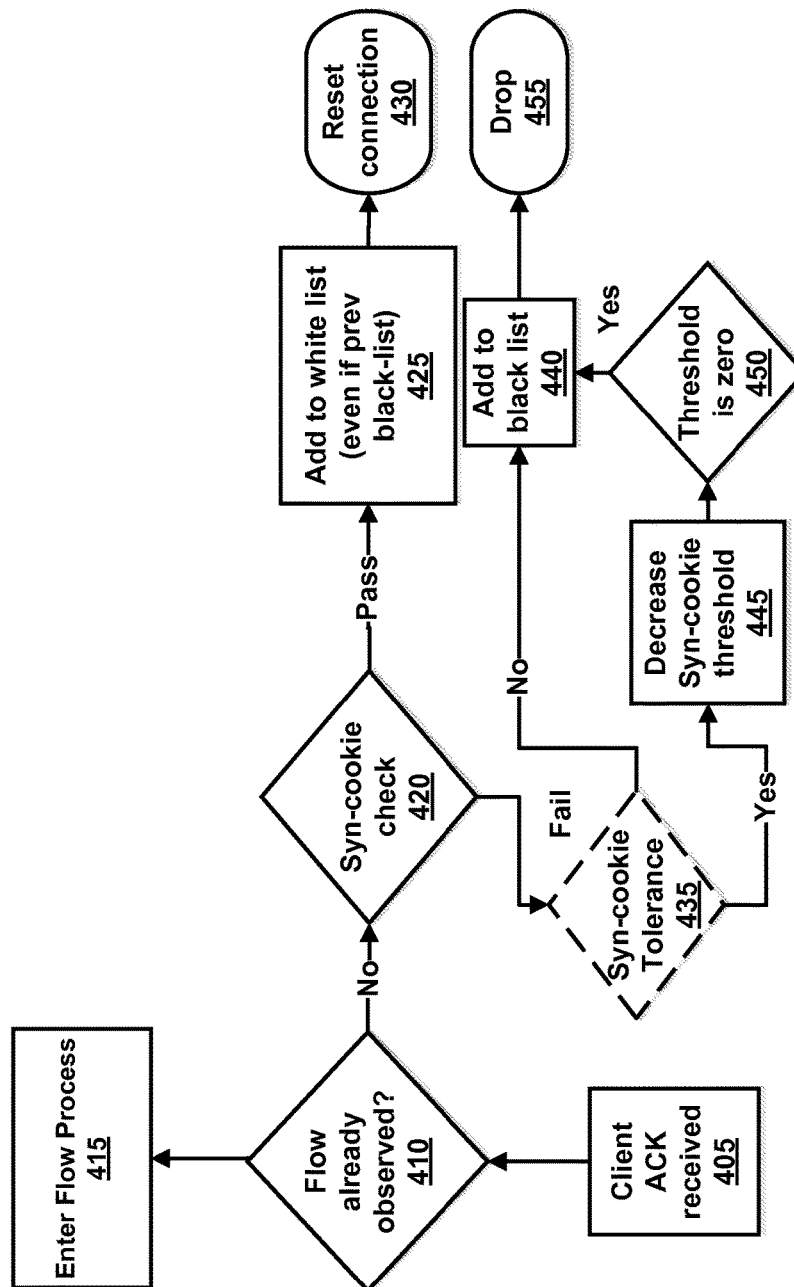 Client
ACK
received
405
Flow
already
observed?
410
Enter Flow Process
415
No
Syn-cookie
check
420
Pass
Add to white list
(even if prev
black-list)
425
Reset
connection
430
Fail
Syn-cookie
Tolerance
435
No
Add to
black list
440
Drop
455
Yes
Decrease
Syn-cookie
threshold
445
Threshold
is zero
450
Yes